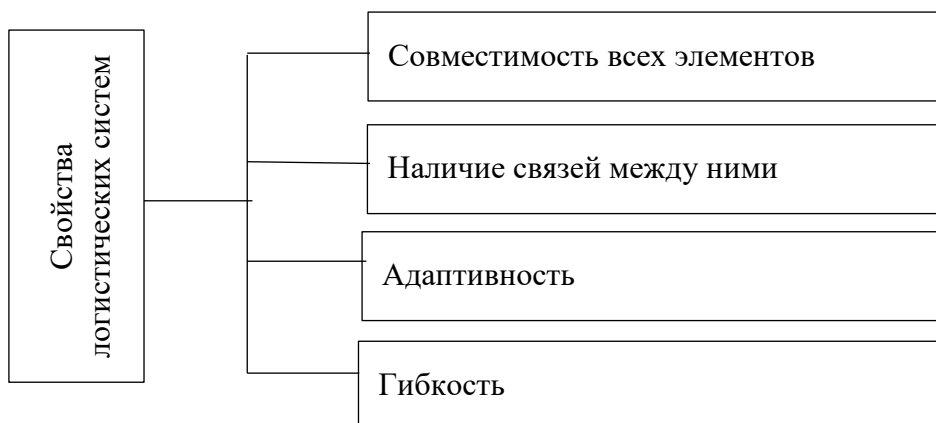 Свойства
логистических систем
Совместимость всех элементов
Наличие связей между ними
Адаптивность
Гибкость